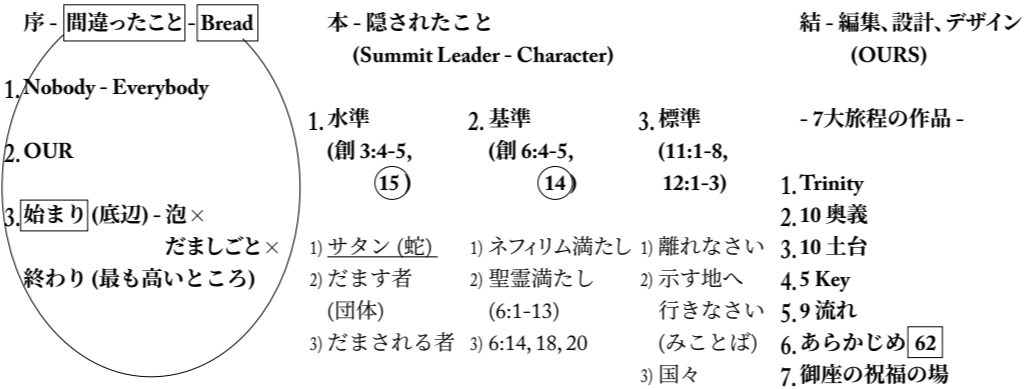 序 - 間違ったこと - Bread
1. Nobody - Everybody
2. OUR
3. 始まり (底辺) - 泡×
だましごと×
終わり (最も高いところ)
本 - 隠されたこと
(Summit Leader - Character)
1. 水準
(創 3:4-5,
15)
1) サタン (蛇)
2) だます者
(団体)
3) だまされる者
2. 基準
(創 6:4-5,
14)
1) ネフィリム満たし
2) 聖霊満たし
(6:1-13)
3) 6:14, 18, 20
3. 標準
(11:1-8,
12:1-3)
1) 離れなさい
2) 示す地へ
行きなさい
(みことば)
3) 国々
結 - 編集、設計、デザイン
(OURS)
- 7大旅程の作品 -
1. Trinity
2. 10 奥義
3. 10 土台
4. 5 Key
5. 9 流れ
6. あらかじめ 62
7. 御座の祝福の場